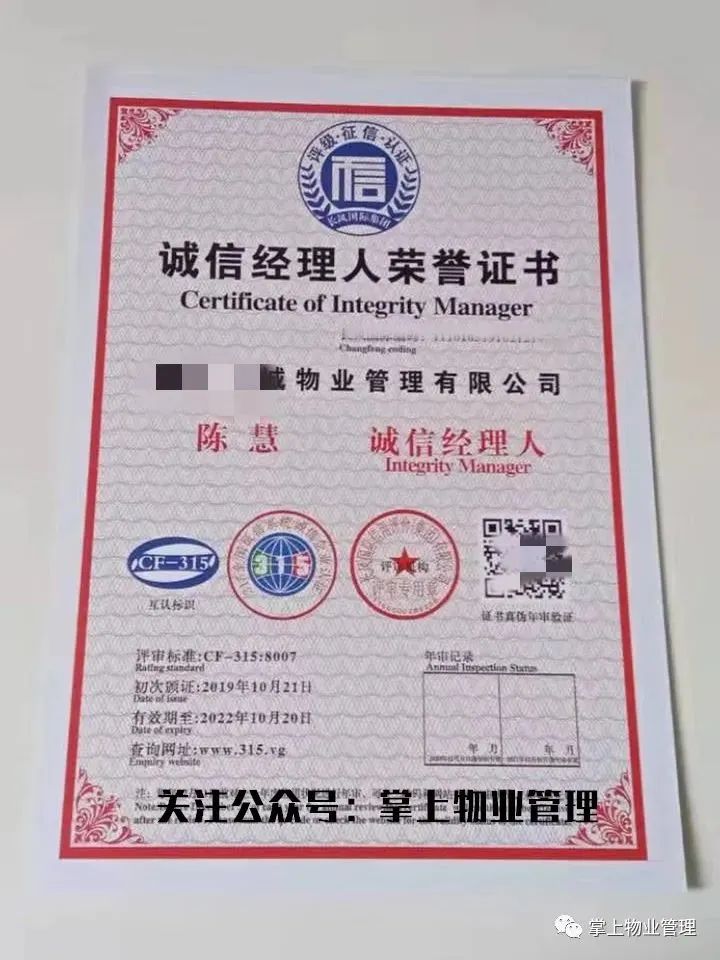 评级·征信·认证
信
长凤国际集团
诚信经理人荣誉证书
Certificate of Integrity Manager
Changfeng coding
诚物业管理有限公司
陈慧
诚信经理人
Integrity Manager
CF-315
315
评审机构
评审专用章
互认标识
证书真伪年审验证
评审标准:CF-315:8007
Rating standard
初次颁证:2019年10月21日
Date of issue
有效期至:2022年10月20日
Date of expiry
查询网址:www.315.vg
Enquiry website
年审记录
Annual Inspection Status
年 月
年 月
关注公众号：掌上物业管理
掌上物业管理